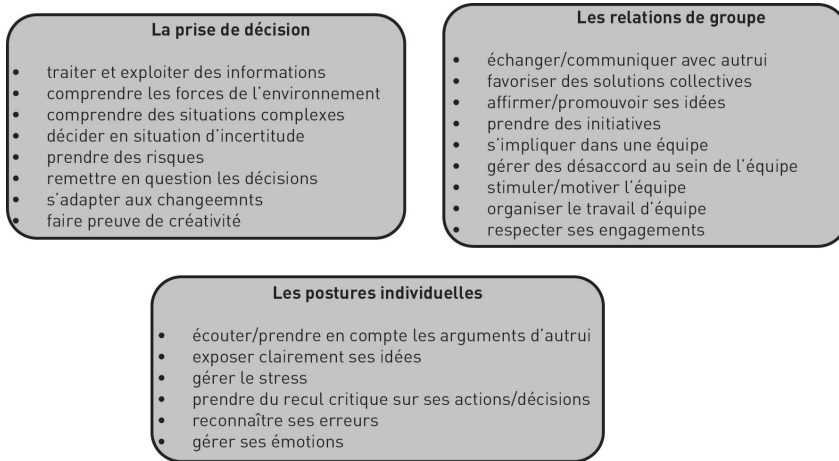 La prise de décision
• traiter et exploiter des informations
• comprendre les forces de l'environnement
• comprendre des situations complexes
• décider en situation d'incertitude
• prendre des risques
• remettre en question les décisions
• s'adapter aux changeemnts
• faire preuve de créativité
Les relations de groupe
• échanger/communiquer avec autrui
• favoriser des solutions collectives
• affirmer/promouvoir ses idées
• prendre des initiatives
• s'impliquer dans une équipe
• gérer des désaccord au sein de l'équipe
• stimuler/motiver l'équipe
• organiser le travail d'équipe
• respecter ses engagements
Les postures individuelles
• écouter/prendre en compte les arguments d'autrui
• exposer clairement ses idées
• gérer le stress
• prendre du recul critique sur ses actions/décisions
• reconnaître ses erreurs
• gérer ses émotions